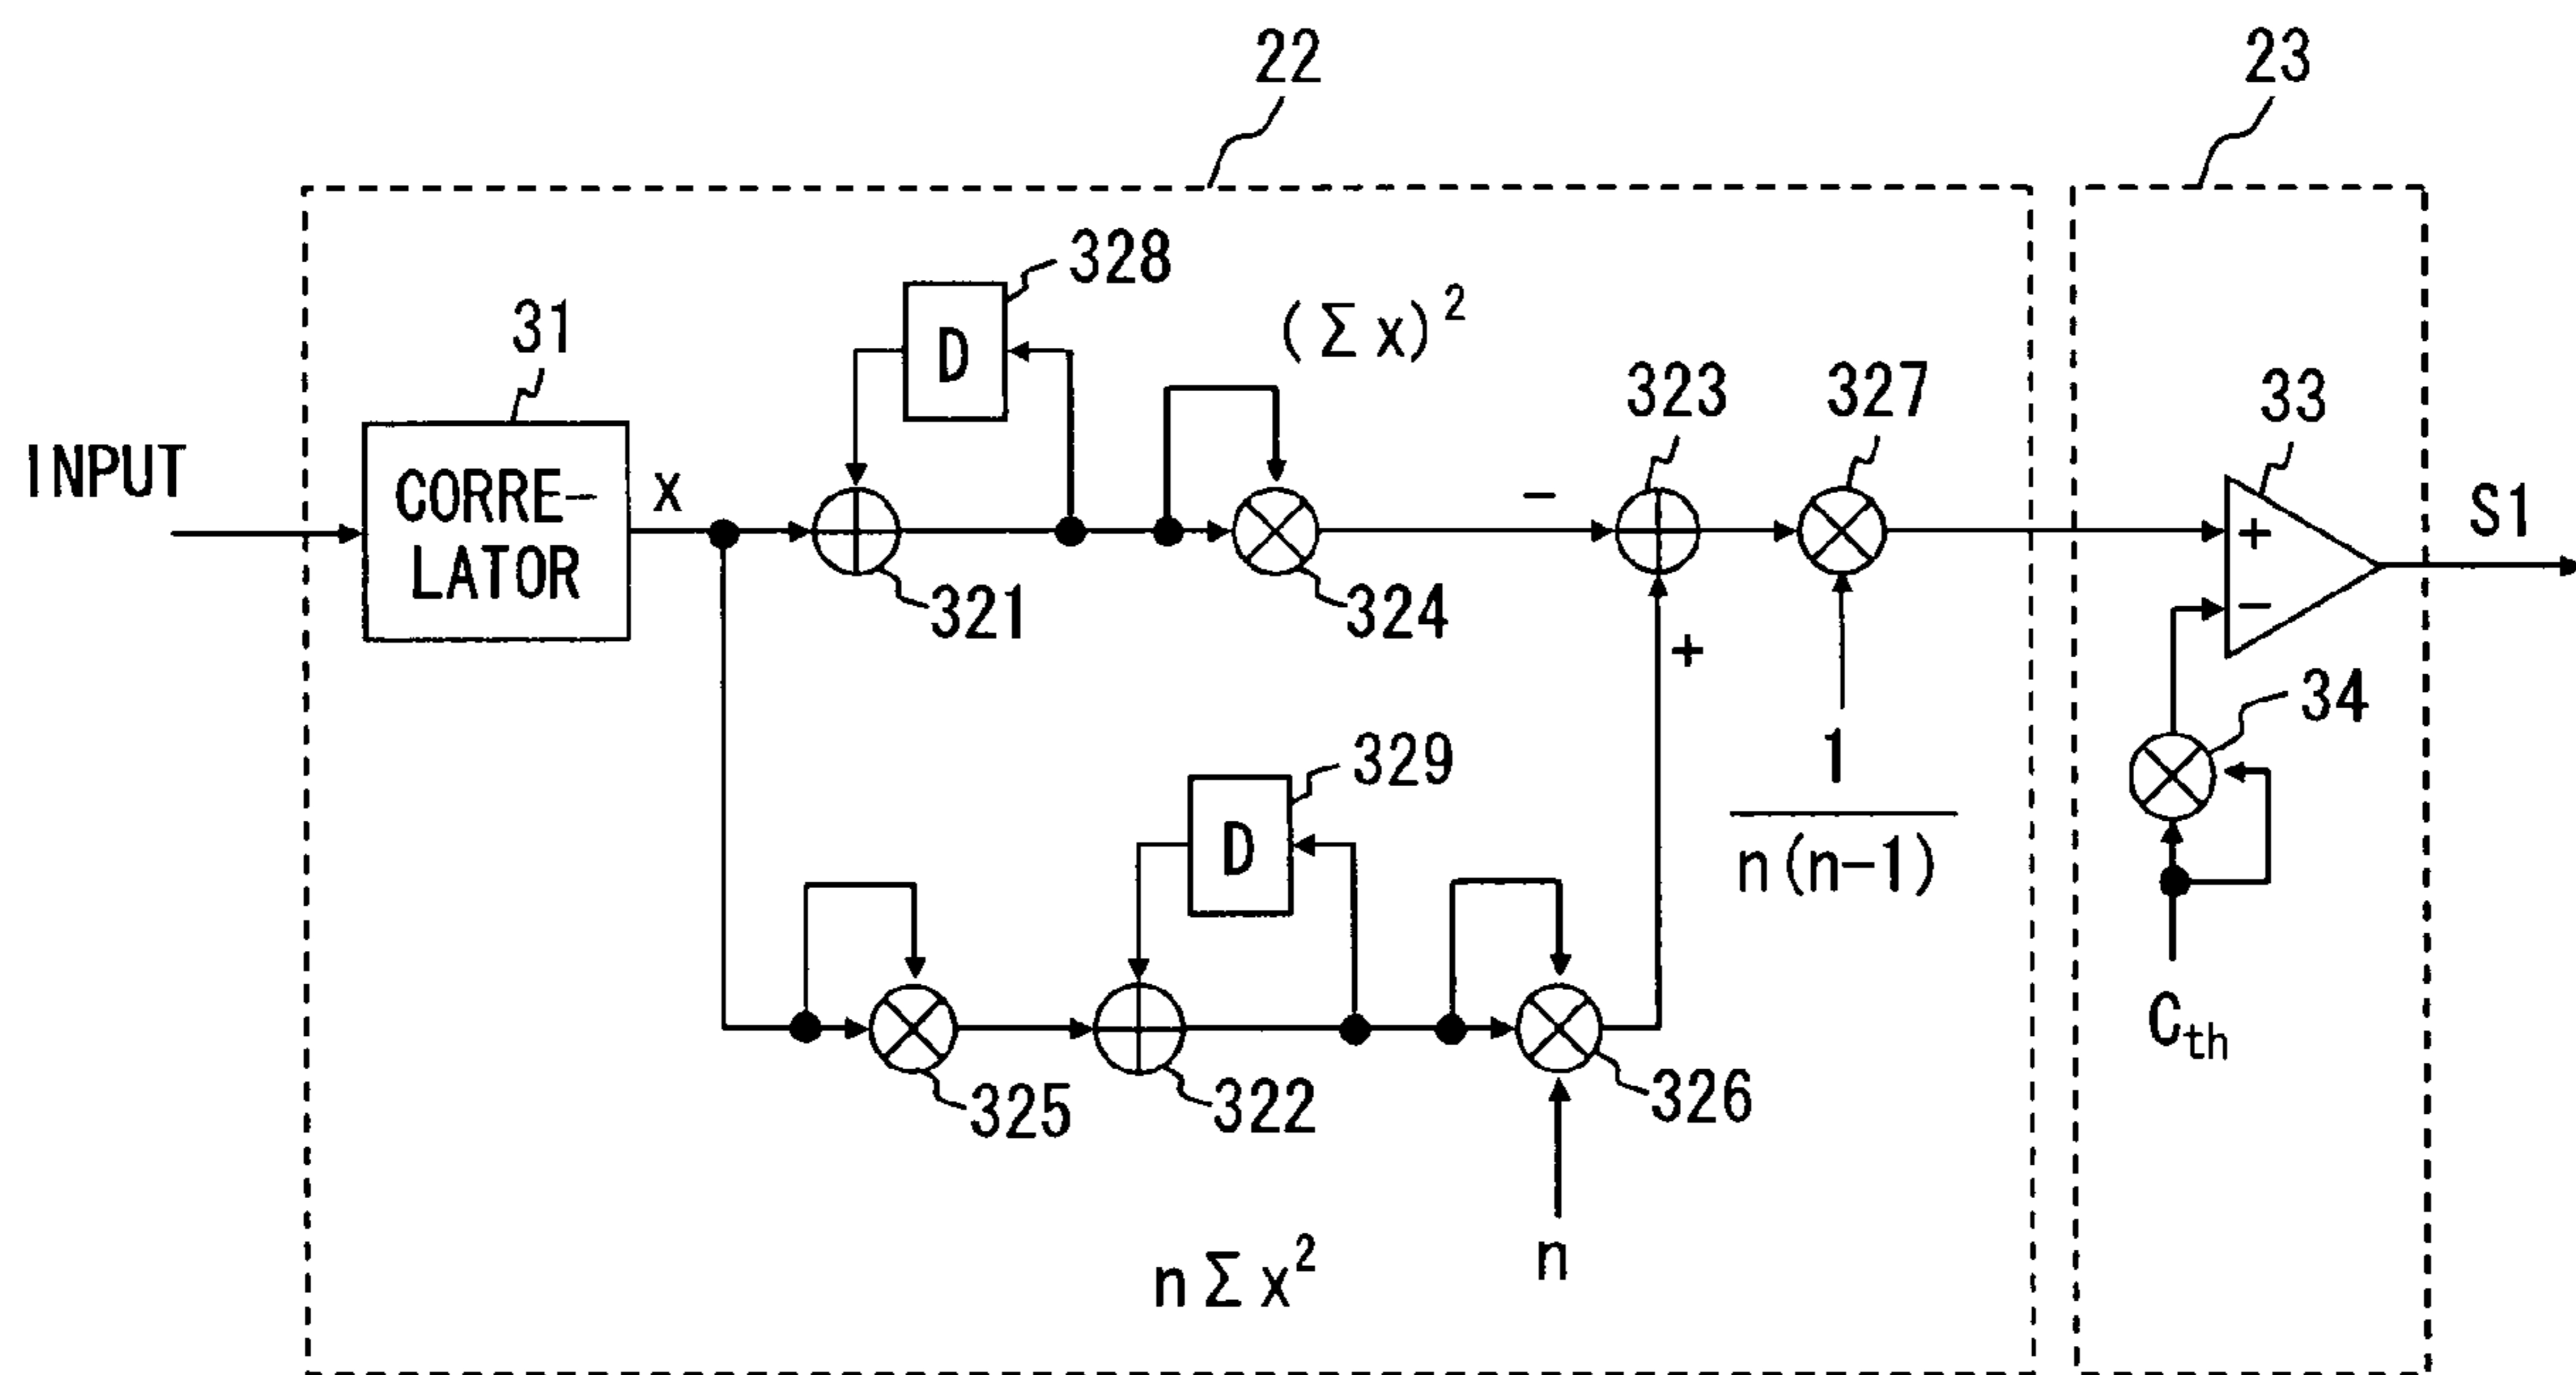 22
23
328
D
(Σx)²
31
323
327
33
INPUT
CORRE-
LATOR
x
−
+
−
S1
321
324
+
34
1
n(n-1)
329
D
Cth
325
322
326
n
nΣx²